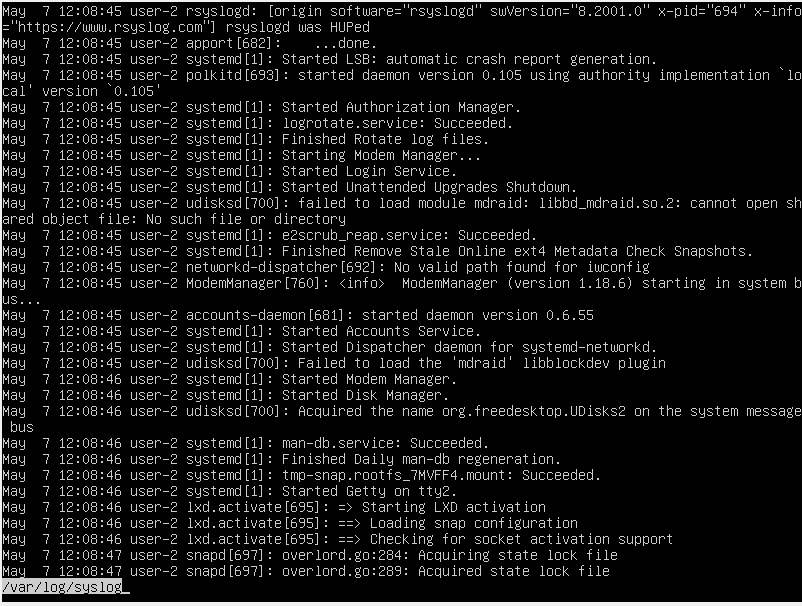 May  7 12:08:45 user-2 rsyslogd: [origin software="rsyslogd" swVersion="8.2001.0" x-pid="694" x-info
="https://www.rsyslog.com"] rsyslogd was HUPed
May  7 12:08:45 user-2 apport[682]:    ...done.
May  7 12:08:45 user-2 systemd[1]: Started LSB: automatic crash report generation.
May  7 12:08:45 user-2 polkitd[693]: started daemon version 0.105 using authority implementation `lo
cal' version `0.105'
May  7 12:08:45 user-2 systemd[1]: Started Authorization Manager.
May  7 12:08:45 user-2 systemd[1]: logrotate.service: Succeeded.
May  7 12:08:45 user-2 systemd[1]: Finished Rotate log files.
May  7 12:08:45 user-2 systemd[1]: Starting Modem Manager...
May  7 12:08:45 user-2 systemd[1]: Started Login Service.
May  7 12:08:45 user-2 systemd[1]: Started Unattended Upgrades Shutdown.
May  7 12:08:45 user-2 udisksd[700]: failed to load module mdraid: libbd_mdraid.so.2: cannot open sh
ared object file: No such file or directory
May  7 12:08:45 user-2 systemd[1]: e2scrub_reap.service: Succeeded.
May  7 12:08:45 user-2 systemd[1]: Finished Remove Stale Online ext4 Metadata Check Snapshots.
May  7 12:08:45 user-2 networkd-dispatcher[692]: No valid path found for iwconfig
May  7 12:08:45 user-2 ModemManager[760]: <info>  ModemManager (version 1.18.6) starting in system b
us...
May  7 12:08:45 user-2 accounts-daemon[681]: started daemon version 0.6.55
May  7 12:08:45 user-2 systemd[1]: Started Accounts Service.
May  7 12:08:45 user-2 systemd[1]: Started Dispatcher daemon for systemd-networkd.
May  7 12:08:45 user-2 udisksd[700]: Failed to load the 'mdraid' libblockdev plugin
May  7 12:08:46 user-2 systemd[1]: Started Modem Manager.
May  7 12:08:46 user-2 systemd[1]: Started Disk Manager.
May  7 12:08:46 user-2 udisksd[700]: Acquired the name org.freedesktop.UDisks2 on the system message
 bus
May  7 12:08:46 user-2 systemd[1]: man-db.service: Succeeded.
May  7 12:08:46 user-2 systemd[1]: Finished Daily man-db regeneration.
May  7 12:08:46 user-2 systemd[1]: tmp-snap.rootfs_7MVFF4.mount: Succeeded.
May  7 12:08:46 user-2 systemd[1]: Started Getty on tty2.
May  7 12:08:46 user-2 lxd.activate[695]: => Starting LXD activation
May  7 12:08:46 user-2 lxd.activate[695]: ==> Loading snap configuration
May  7 12:08:46 user-2 lxd.activate[695]: ==> Checking for socket activation support
May  7 12:08:47 user-2 snapd[697]: overlord.go:284: Acquiring state lock file
May  7 12:08:47 user-2 snapd[697]: overlord.go:289: Acquired state lock file
/var/log/syslog